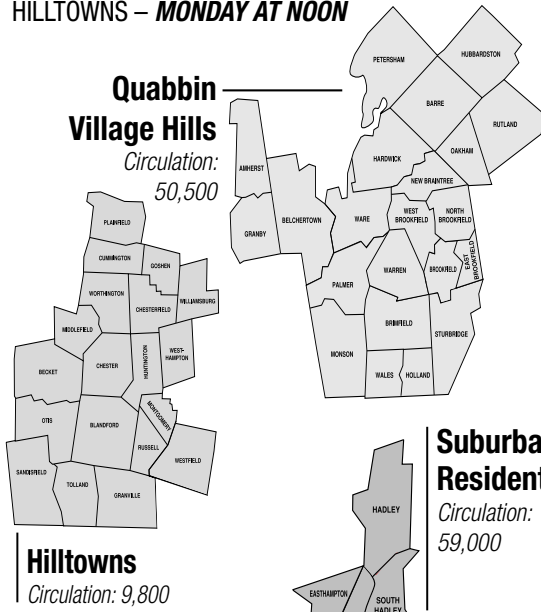 HILLTOWNS – MONDAY AT NOON
Quabbin
Village Hills
Circulation:
50,500
PETERSHAM
HUBBARDSTON
BARRE
RUTLAND
HARDWICK
OAKHAM
NEW BRAINTREE
AMHERST
GRANBY
BELCHERTOWN
WARE
WEST
BROOKFIELD
NORTH
BROOKFIELD
PALMER
WARREN
BROOKFIELD
EAST
BROOKFIELD
BRIMFIELD
STURBRIDGE
MONSON
WALES
HOLLAND
PLAINFIELD
CUMMINGTON
GOSHEN
WORTHINGTON
CHESTERFIELD
WILLIAMSBURG
MIDDLEFIELD
BECKET
CHESTER
HUNTINGTON
WEST-
HAMPTON
OTIS
BLANDFORD
MONTGOMERY
RUSSELL
WESTFIELD
SANDISFIELD
TOLLAND
GRANVILLE
Hilltowns
Circulation: 9,800
Suburba
Resident
Circulation:
59,000
HADLEY
EASTHAMPTON
SOUTH
HADLEY